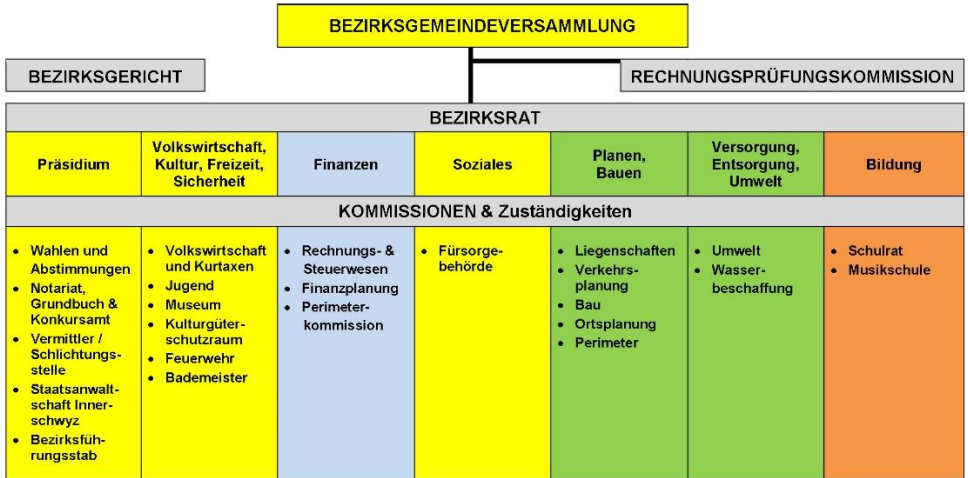 BEZIRKSGEMEINDEVERSAMMLUNG
BEZIRKSGERICHT
RECHNUNGSPRÜFUNGSKOMMISSION
BEZIRKSRAT
Präsidium
Volkswirtschaft,
Kultur, Freizeit,
Sicherheit
Finanzen
Soziales
Planen,
Bauen
Versorgung,
Entsorgung,
Umwelt
Bildung
KOMMISSIONEN & Zuständigkeiten
• Wahlen und
Abstimmungen
• Notariat,
Grundbuch &
Konkursamt
• Vermittler /
Schlichtungs-
stelle
• Staatsanwalt-
schaft Inner-
schwyz
• Bezirksfüh-
rungsstab
• Volkswirtschaft
und Kurtaxen
• Jugend
• Museum
• Kulturgüter-
schutzraum
• Feuerwehr
• Bademeister
• Rechnungs- &
Steuerwesen
• Finanzplanung
• Perimeter-
kommission
• Fürsorge-
behörde
• Liegenschaften
• Verkehrs-
planung
• Bau
• Ortsplanung
• Perimeter
• Umwelt
• Wasser-
beschaffung
• Schulrat
• Musikschule